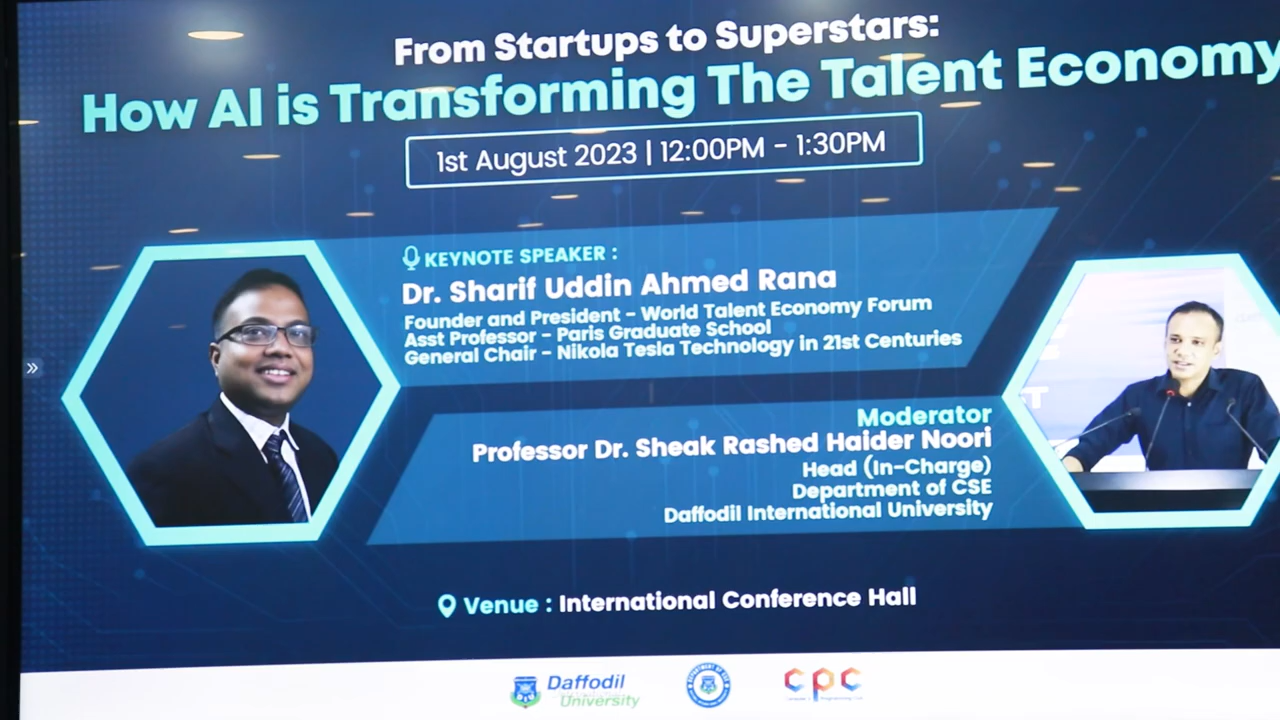 From Startups to Superstars:
How AI is Transforming The Talent Economy
1st August 2023 | 12:00PM - 1:30PM
KEYNOTE SPEAKER :
Dr. Sharif Uddin Ahmed Rana
Founder and President - World Talent Economy Forum
Asst Professor - Paris Graduate School
General Chair - Nikola Tesla Technology in 21st Centuries
Moderator
Professor Dr. Sheak Rashed Haider Noori
Head (In-Charge)
Department of CSE
Daffodil International University
Venue : International Conference Hall
Daffodil
University
cpc